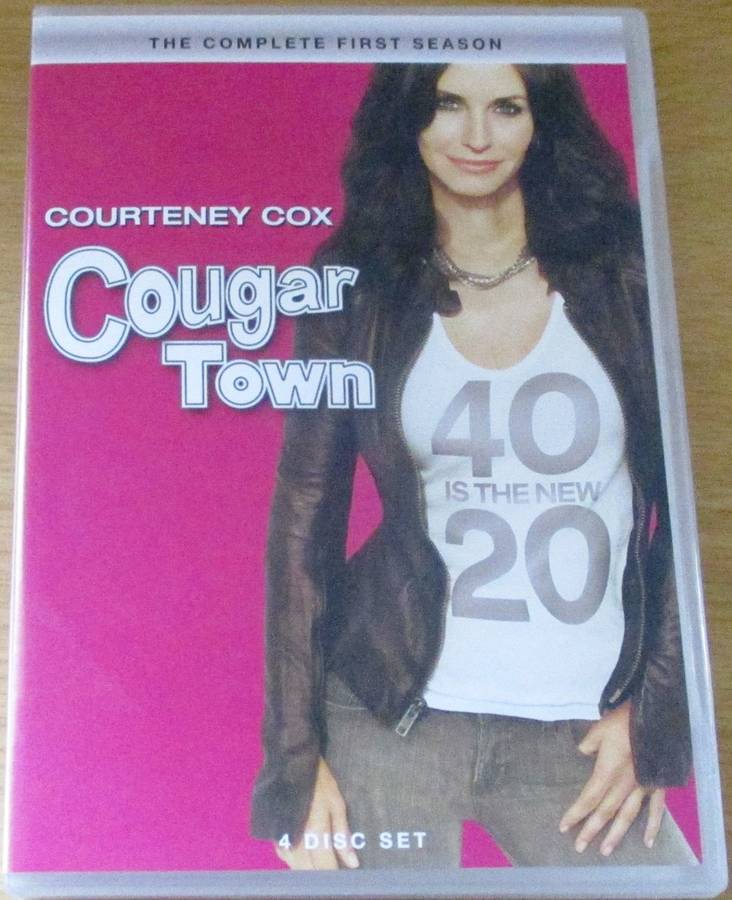 THE COMPLETE FIRST SEASON
COURTENEY COX
Cougar
Town
40
IS THE NEW
20
4 DISC SET